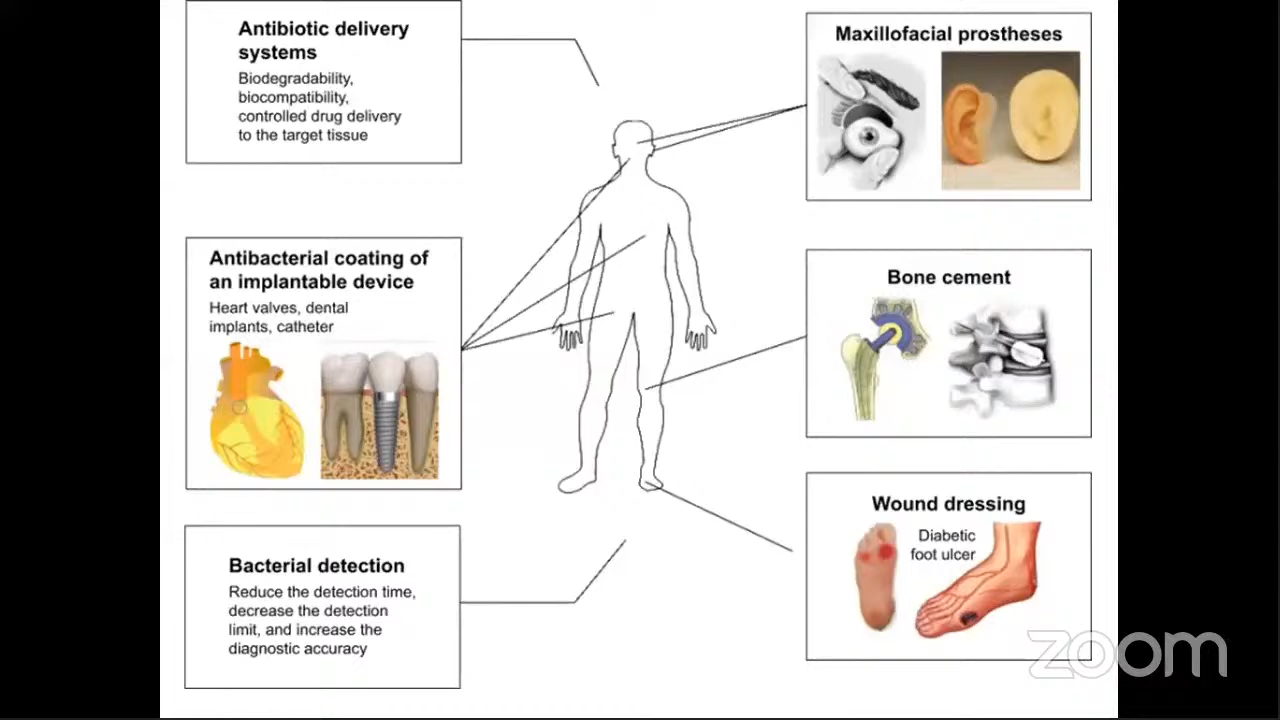 Antibiotic delivery
systems
Biodegradability,
biocompatibility,
controlled drug delivery
to the target tissue
Antibacterial coating of
an implantable device
Heart valves, dental
implants, catheter
Bacterial detection
Reduce the detection time,
decrease the detection
limit, and increase the
diagnostic accuracy
Maxillofacial prostheses
Bone cement
Wound dressing
Diabetic
foot ulcer
zoom